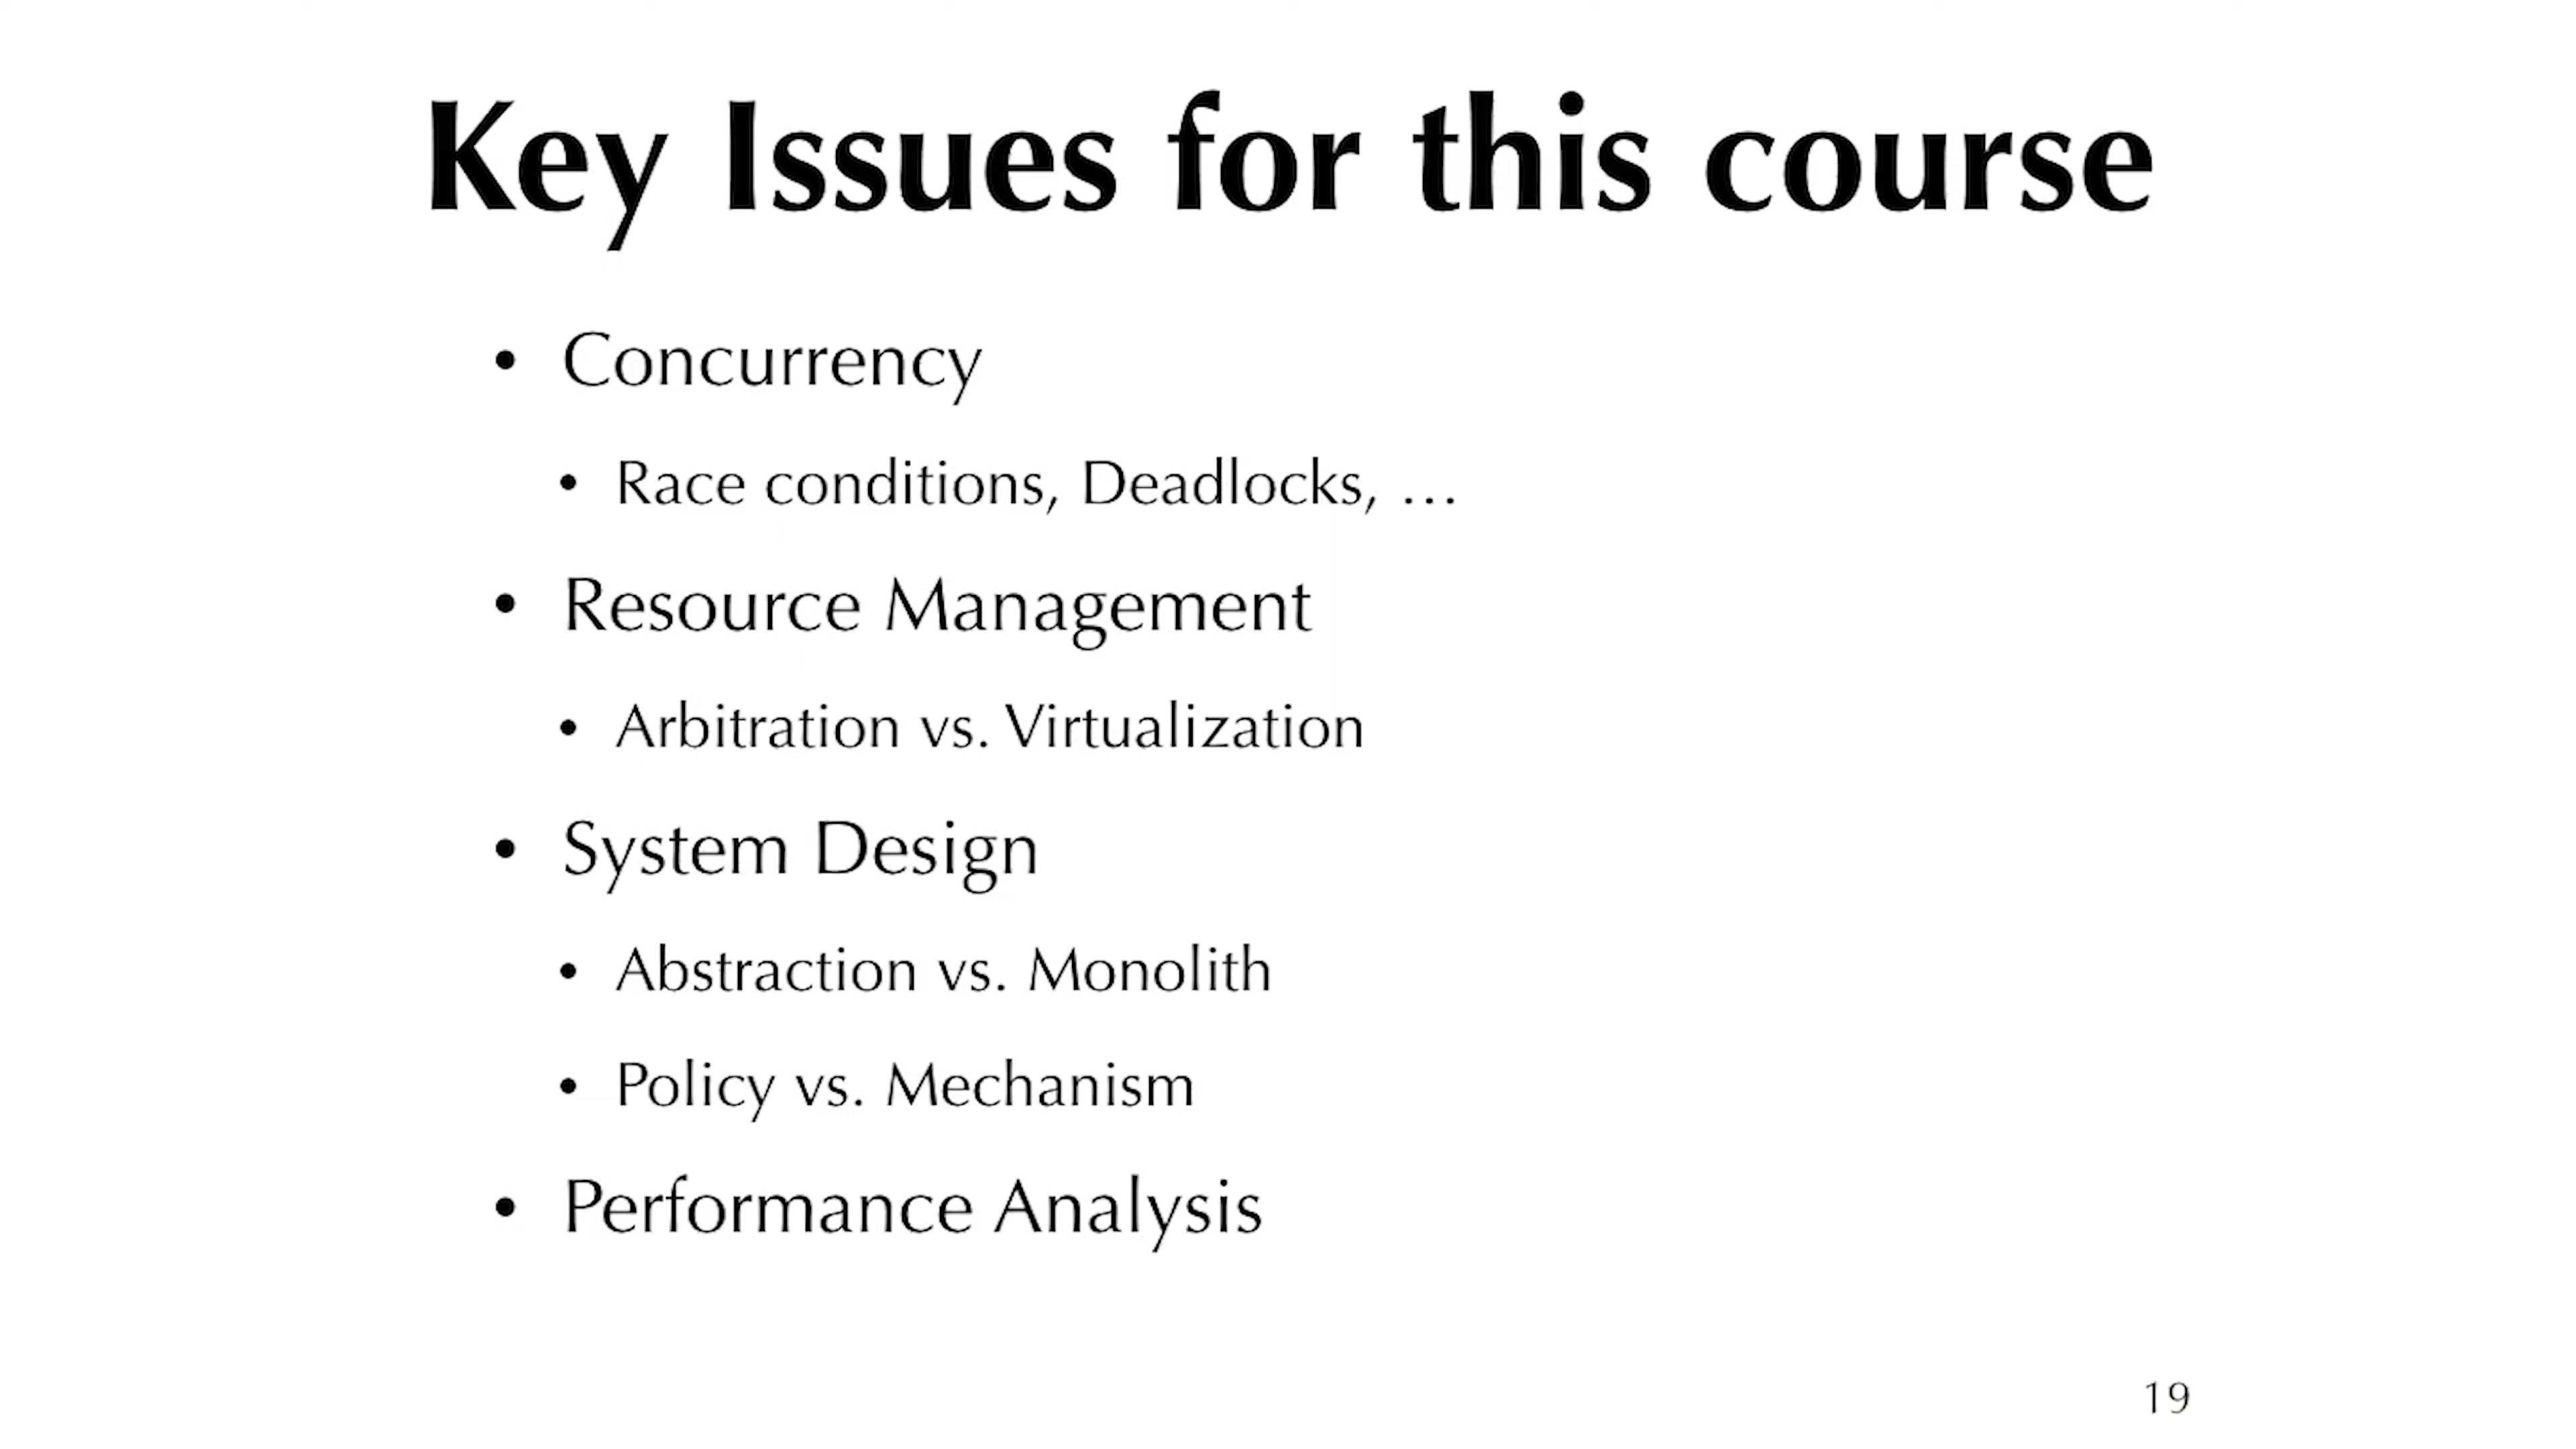 Key Issues for this course
• Concurrency
• Race conditions, Deadlocks, …
• Resource Management
• Arbitration vs. Virtualization
• System Design
• Abstraction vs. Monolith
• Policy vs. Mechanism
• Performance Analysis
19